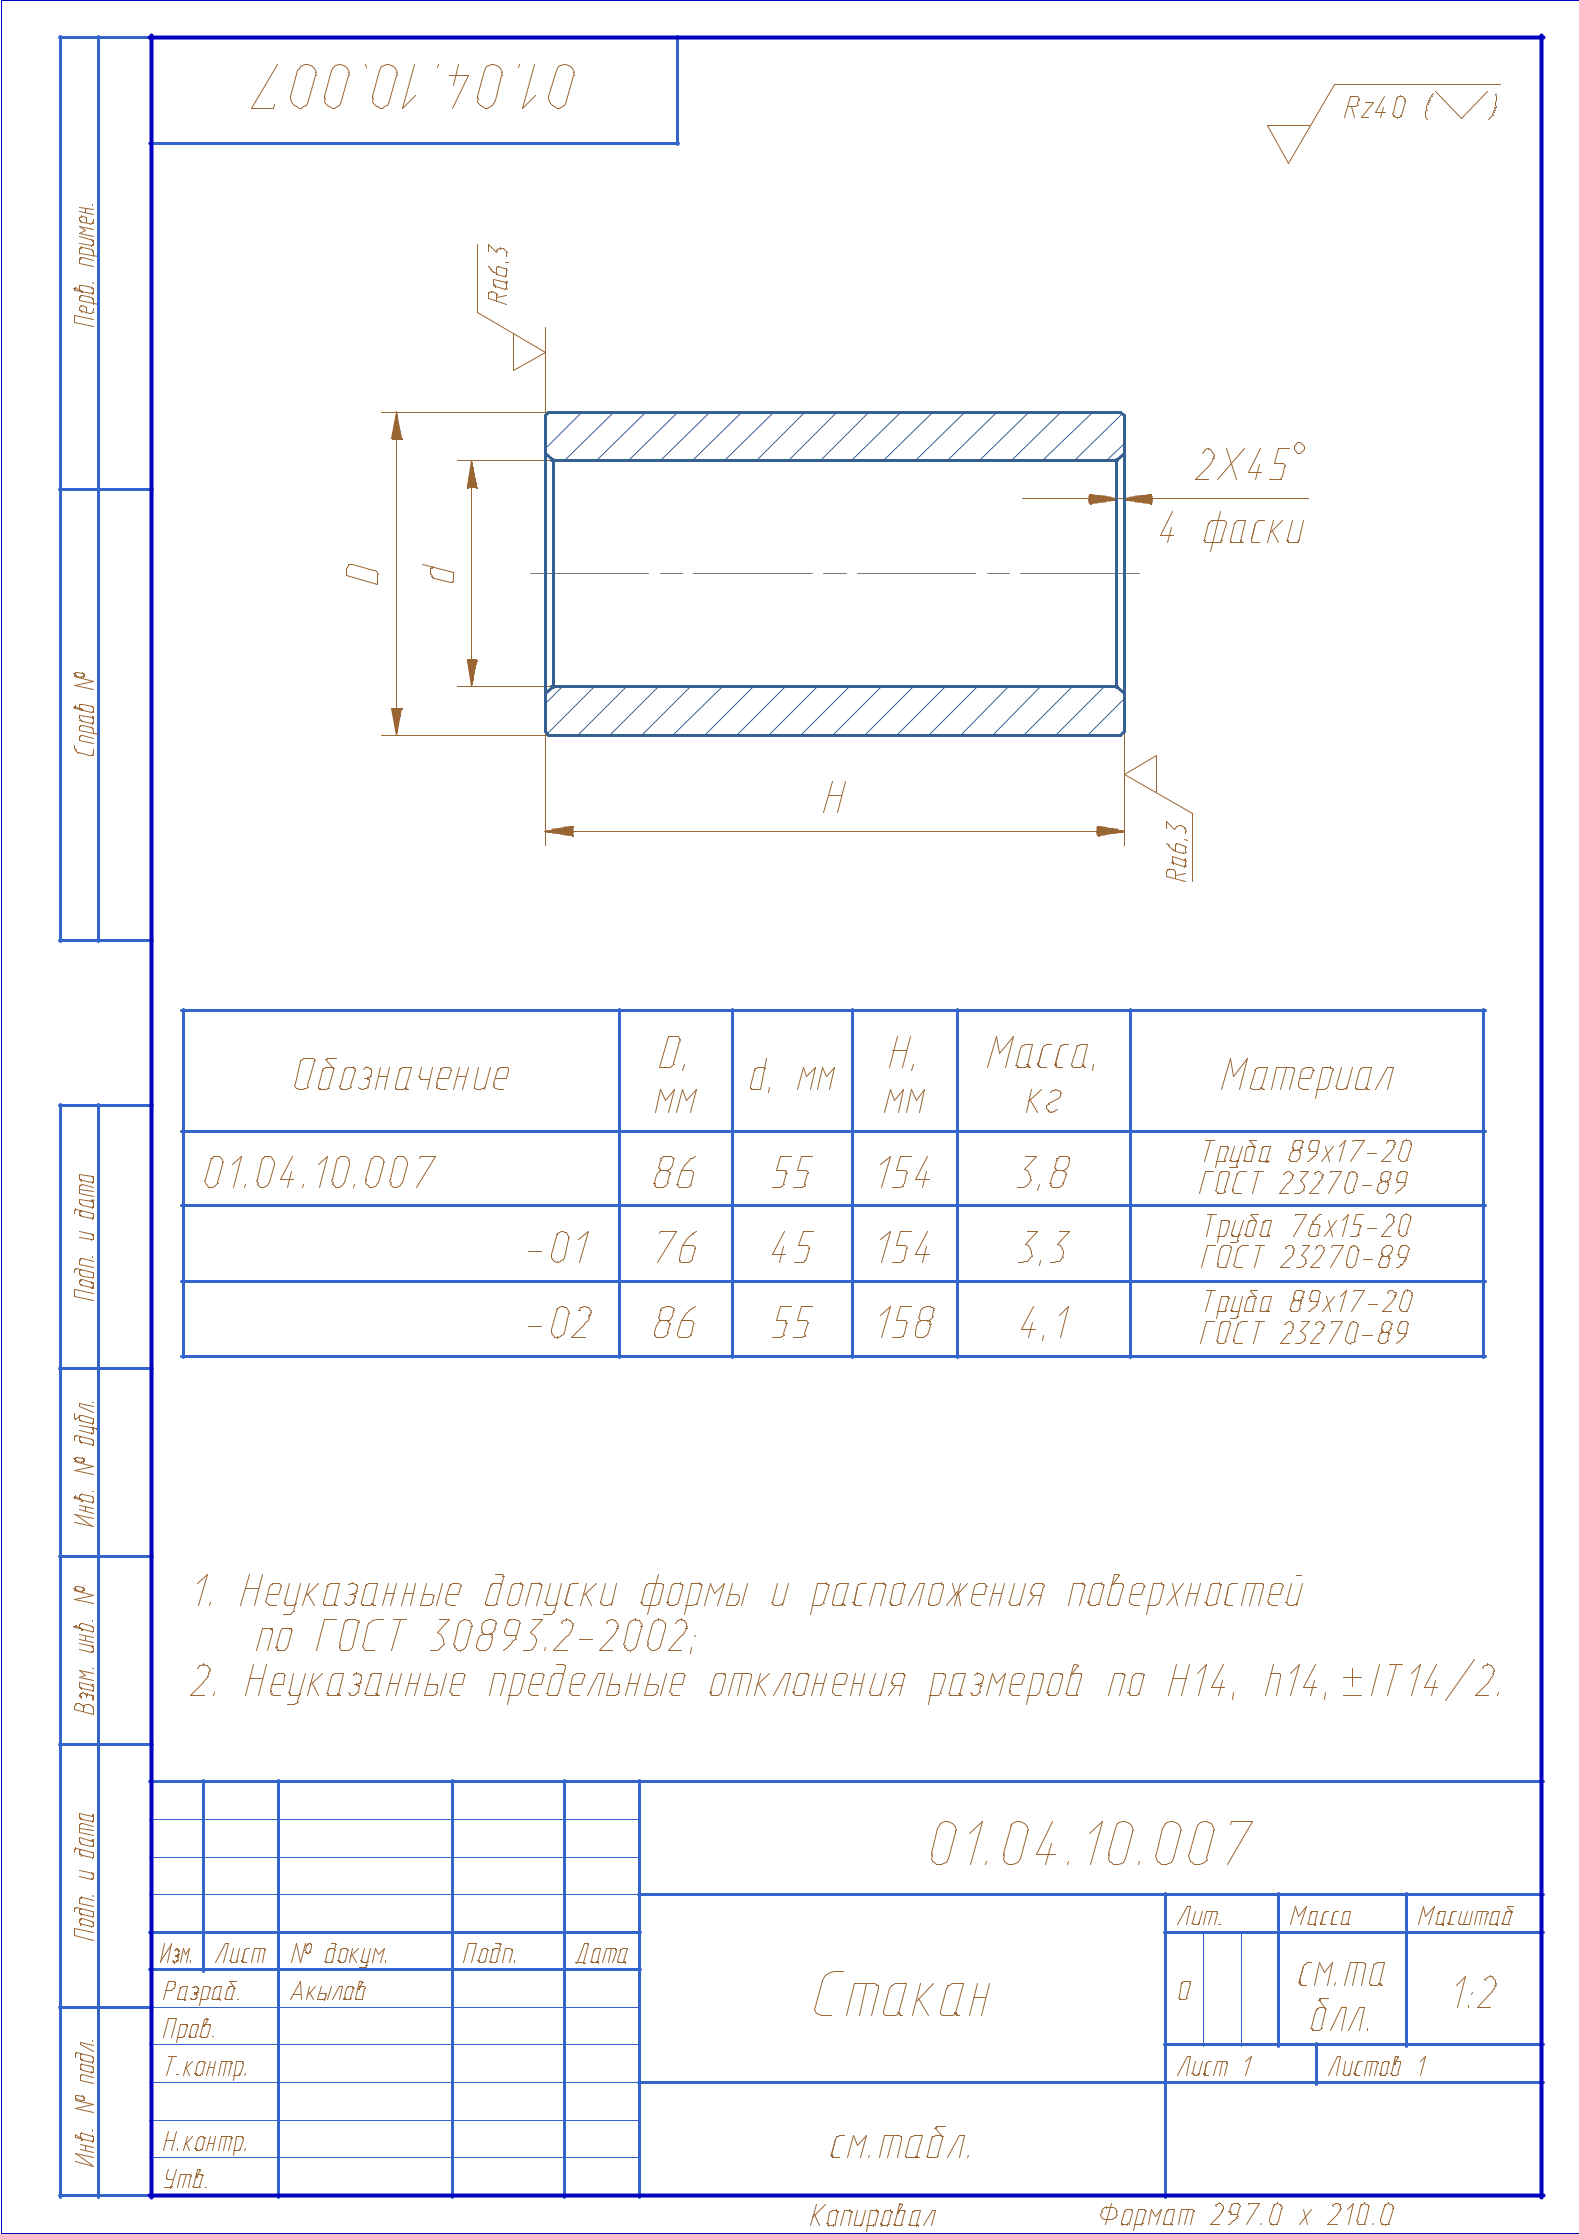 01.04.10.007
Rz40 ( )
Перв. примен.
Справ №
Подп. и дата
Инв. № дубл.
Взам. инв. №
Подп. и дата
Инв. № подл.
Ra6,3
D
d
2X45°
4 фаски
H
Ra6,3
Обозначение D, мм d, мм H, мм Масса, кг Материал
01.04.10.007 86 55 154 3,8 Труба 89x17-20 ГОСТ 23270-89
-01 76 45 154 3,3 Труба 76x15-20 ГОСТ 23270-89
-02 86 55 158 4,1 Труба 89x17-20 ГОСТ 23270-89
1. Неуказанные допуски формы и расположения поверхностей
по ГОСТ 30893.2-2002;
2. Неуказанные предельные отклонения размеров по H14, h14,±IT14/2.
01.04.10.007
Лит. Масса Масштаб
Изм. Лист № докум. Подп. Дата
Разраб. Акылов
Пров.
Т.контр.
Н.контр.
Утв.
Стакан
о
см.та
блл.
1:2
Лист 1 Листов 1
см.табл.
Копировал Формат 297.0 x 210.0